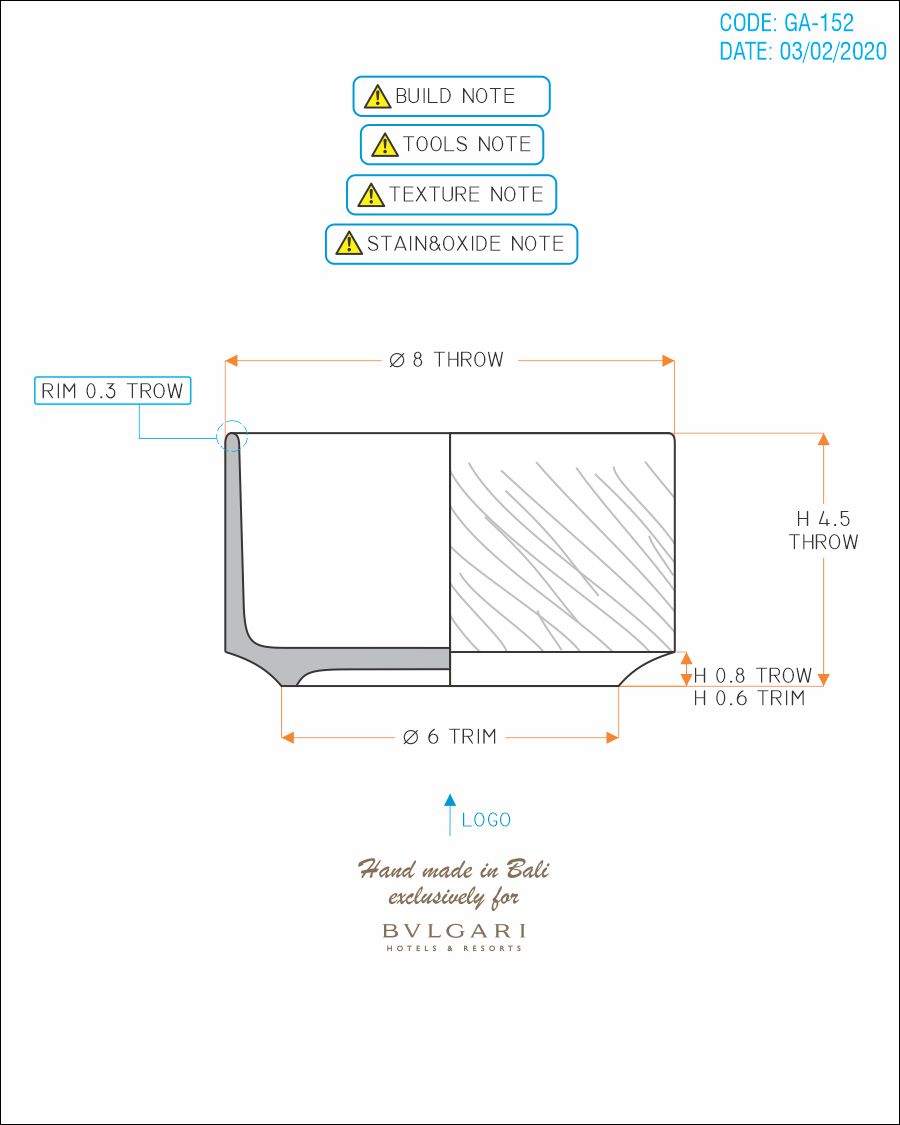 CODE: GA-152
DATE: 03/02/2020
BUILD NOTE
TOOLS NOTE
TEXTURE NOTE
STAIN&OXIDE NOTE
Ø 8 THROW
RIM 0.3 TROW
H 4.5
THROW
H 0.8 TROW
H 0.6 TRIM
Ø 6 TRIM
LOGO
Hand made in Bali
exclusively for
BVLGARI
HOTELS & RESORTS